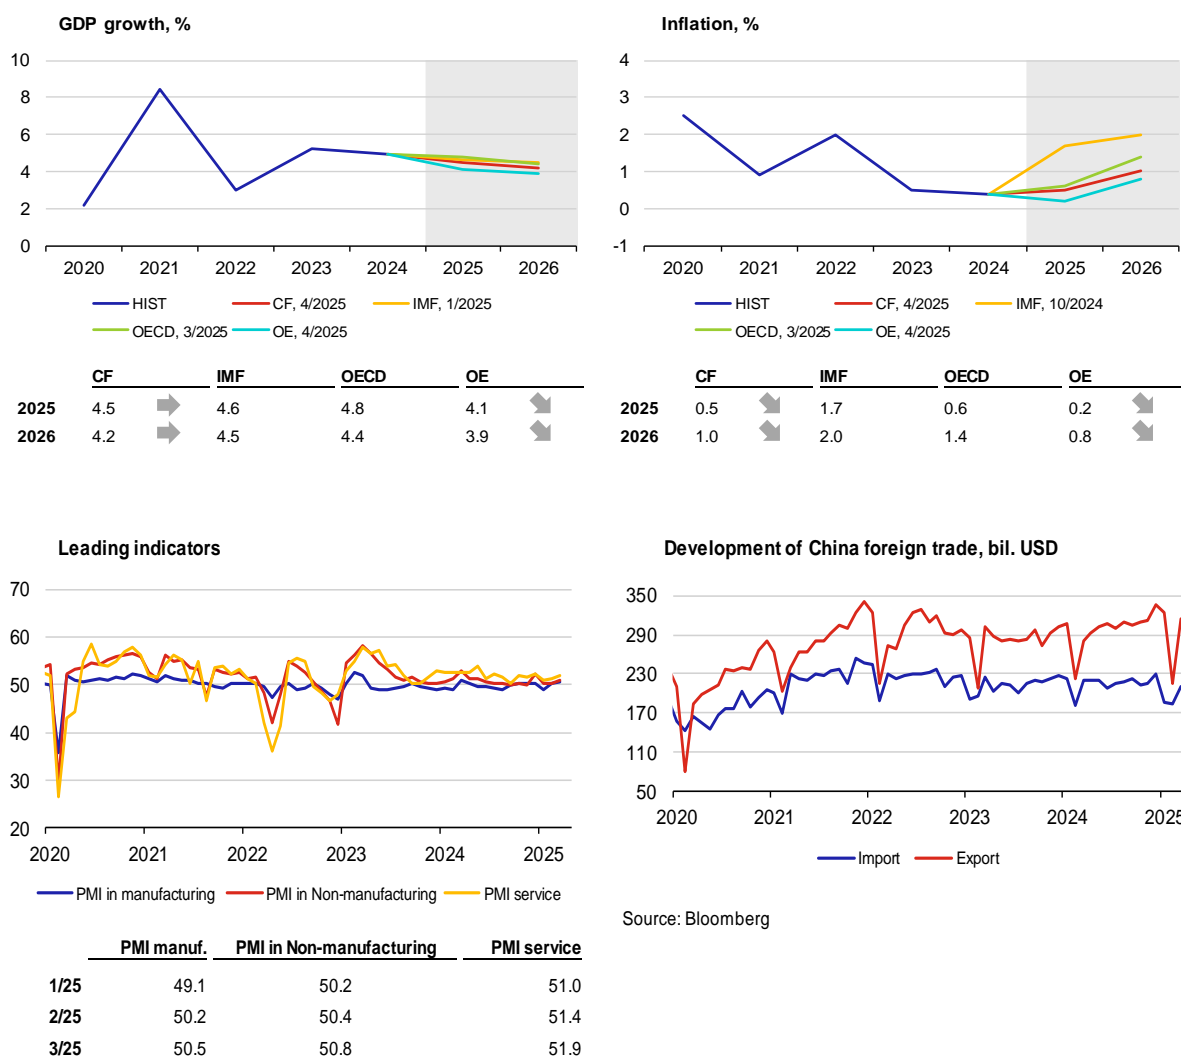 GDP growth, %
10
8
6
4
2
0
2020 2021 2022 2023 2024 2025 2026
HIST CF, 4/2025 IMF, 1/2025
OECD, 3/2025 OE, 4/2025
CF IMF OECD OE
2025 4.5 4.6 4.8 4.1
2026 4.2 4.5 4.4 3.9
Inflation, %
4
3
2
1
0
-1
2020 2021 2022 2023 2024 2025 2026
HIST CF, 4/2025 IMF, 10/2024
OECD, 3/2025 OE, 4/2025
CF IMF OECD OE
2025 0.5 1.7 0.6 0.2
2026 1.0 2.0 1.4 0.8
Leading indicators
70
60
50
40
30
20
2020 2021 2022 2023 2024 2025
PMI in manufacturing PMI in Non-manufacturing PMI service
PMI manuf. PMI in Non-manufacturing PMI service
1/25 49.1 50.2 51.0
2/25 50.2 50.4 51.4
3/25 50.5 50.8 51.9
Development of China foreign trade, bil. USD
350
290
230
170
110
50
2020 2021 2022 2023 2024 2025
Import Export
Source: Bloomberg